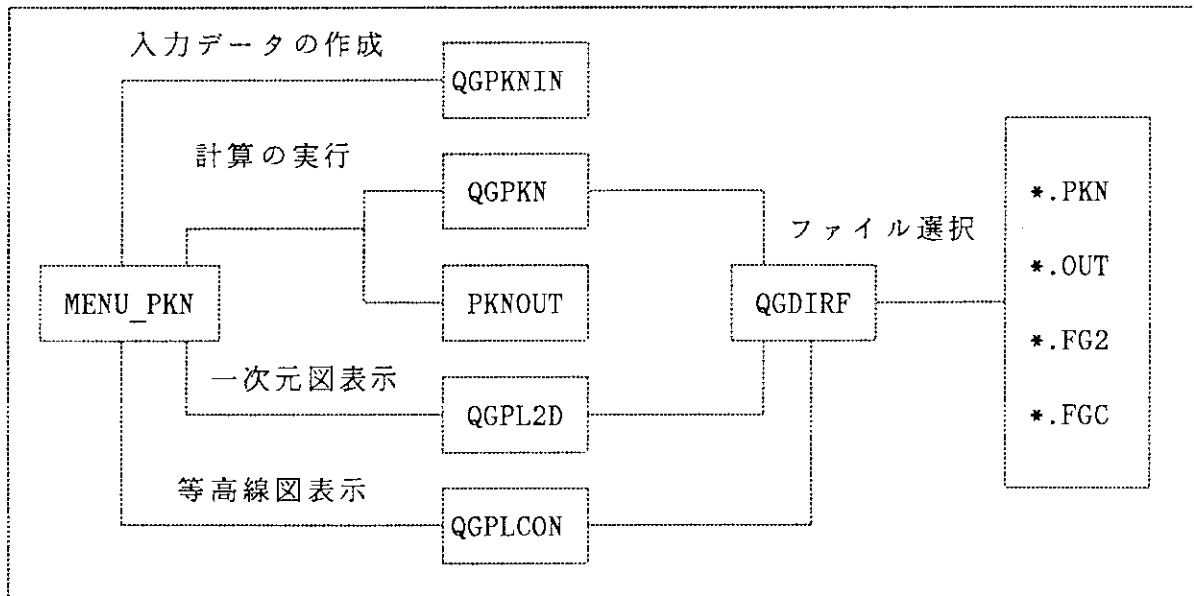 入力データの作成
QGPKNIN
計算の実行
QGPKN
*.PKN
ファイル選択
*.OUT
MENU_PKN
PKNOUT
QGDIRF
*.FG2
一次元図表示
QGPL2D
*.FGC
等高線図表示
QGPLCON